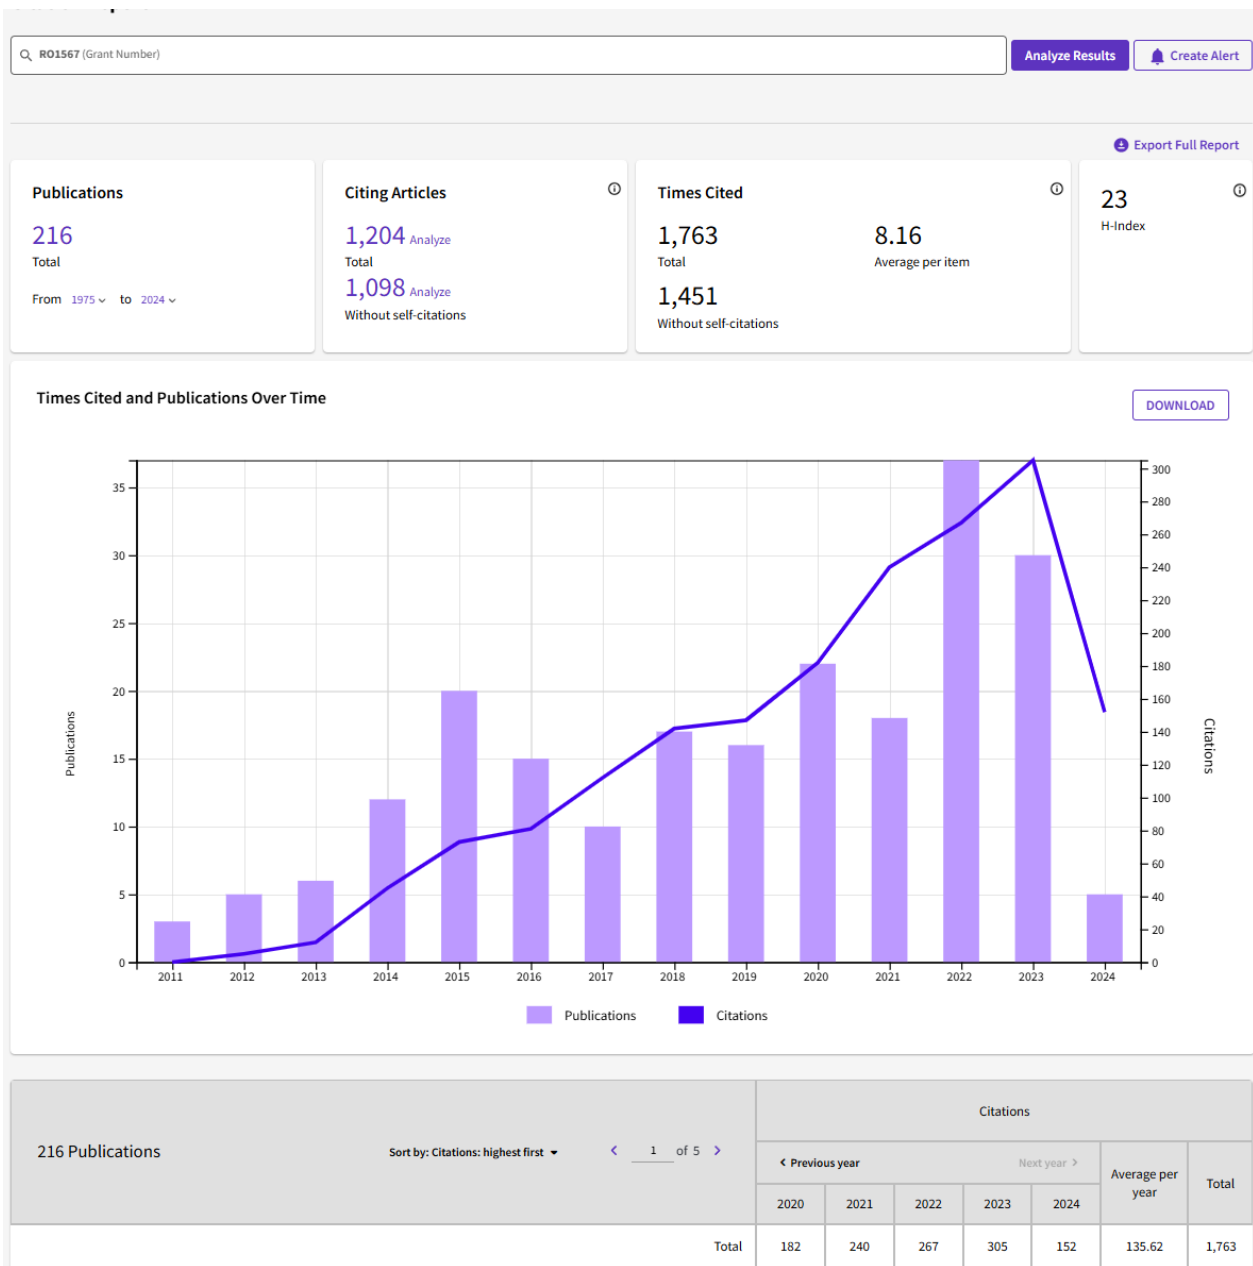 RO1567 (Grant Number)
Analyze Results
Create Alert
Export Full Report
Publications
216
Total
From 1975 to 2024
Citing Articles
1,204 Analyze
Total
1,098 Analyze
Without self-citations
Times Cited
1,763
Total
8.16
Average per item
1,451
Without self-citations
23
H-Index
Times Cited and Publications Over Time
DOWNLOAD
Publications
35
30
25
20
15
10
5
0
300
280
260
240
220
200
180
160
140
120
100
80
60
40
20
0
Citations
2011 2012 2013 2014 2015 2016 2017 2018 2019 2020 2021 2022 2023 2024
Publications Citations
216 Publications
Sort by: Citations: highest first
1 of 5
Citations
Previous year Next year
Average per
year
Total
2020 2021 2022 2023 2024
Total 182 240 267 305 152 135.62 1,763